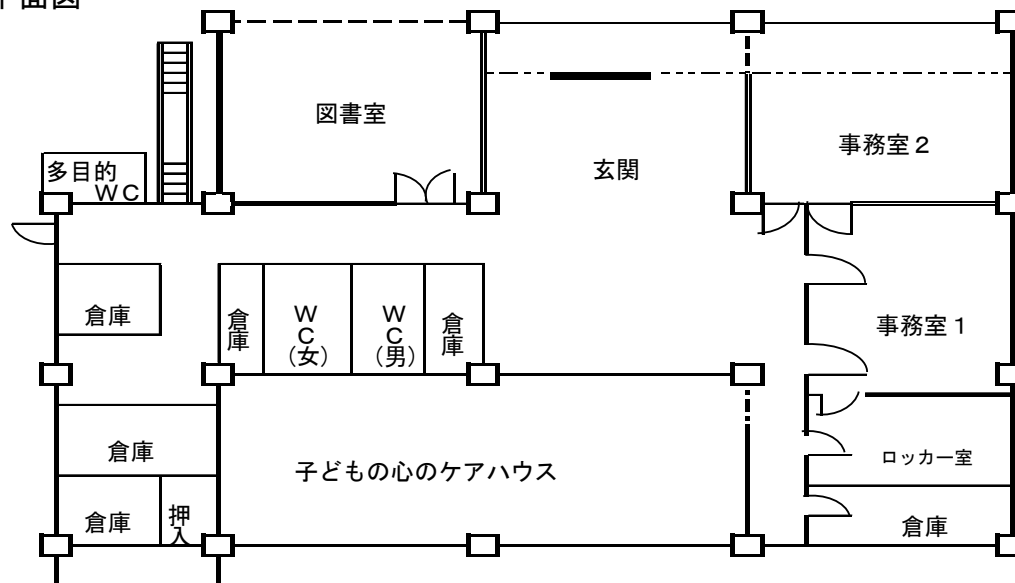 平面図
図書室
事務室２
玄関
多目的
ＷＣ
倉庫
倉庫
ＷＣ
(女)
ＷＣ
(男)
倉庫
事務室１
倉庫
子どもの心のケアハウス
ロッカー室
倉庫
押入
倉庫